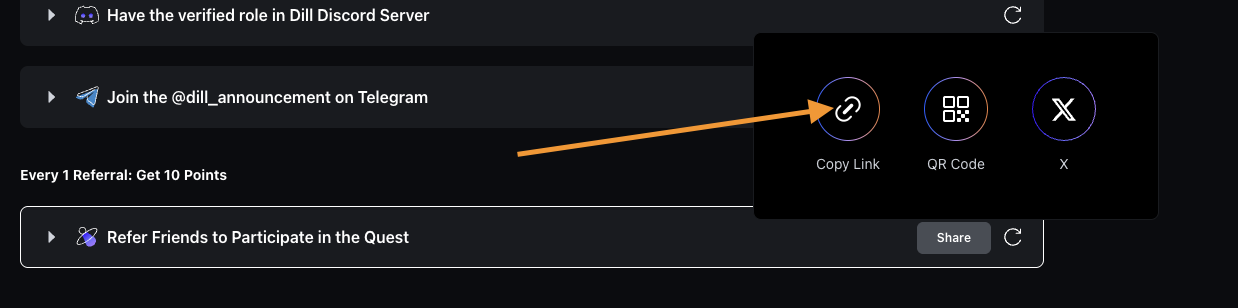 Have the verified role in Dill Discord Server
Join the @dill_announcement on Telegram
Copy Link
QR Code
X
Every 1 Referral: Get 10 Points
Refer Friends to Participate in the Quest
Share